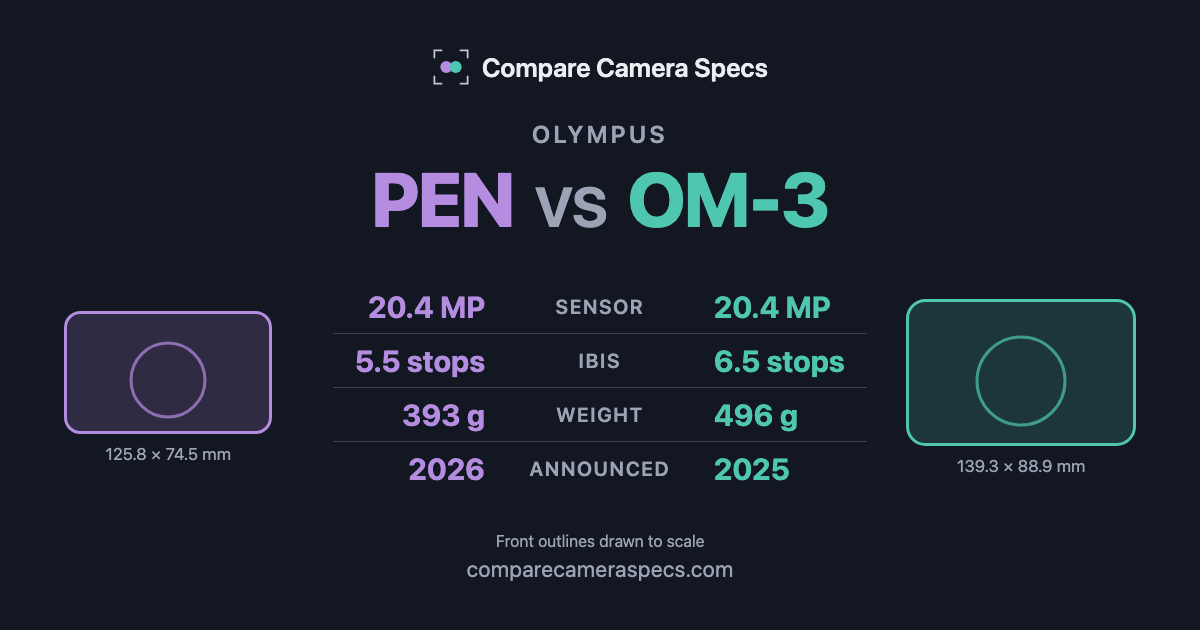 Compare Camera Specs
OLYMPUS
PEN vs OM-3
20.4 MP SENSOR 20.4 MP
5.5 stops IBIS 6.5 stops
393 g WEIGHT 496 g
2026 ANNOUNCED 2025
125.8 × 74.5 mm
139.3 × 88.9 mm
Front outlines drawn to scale
comparecameraspecs.com